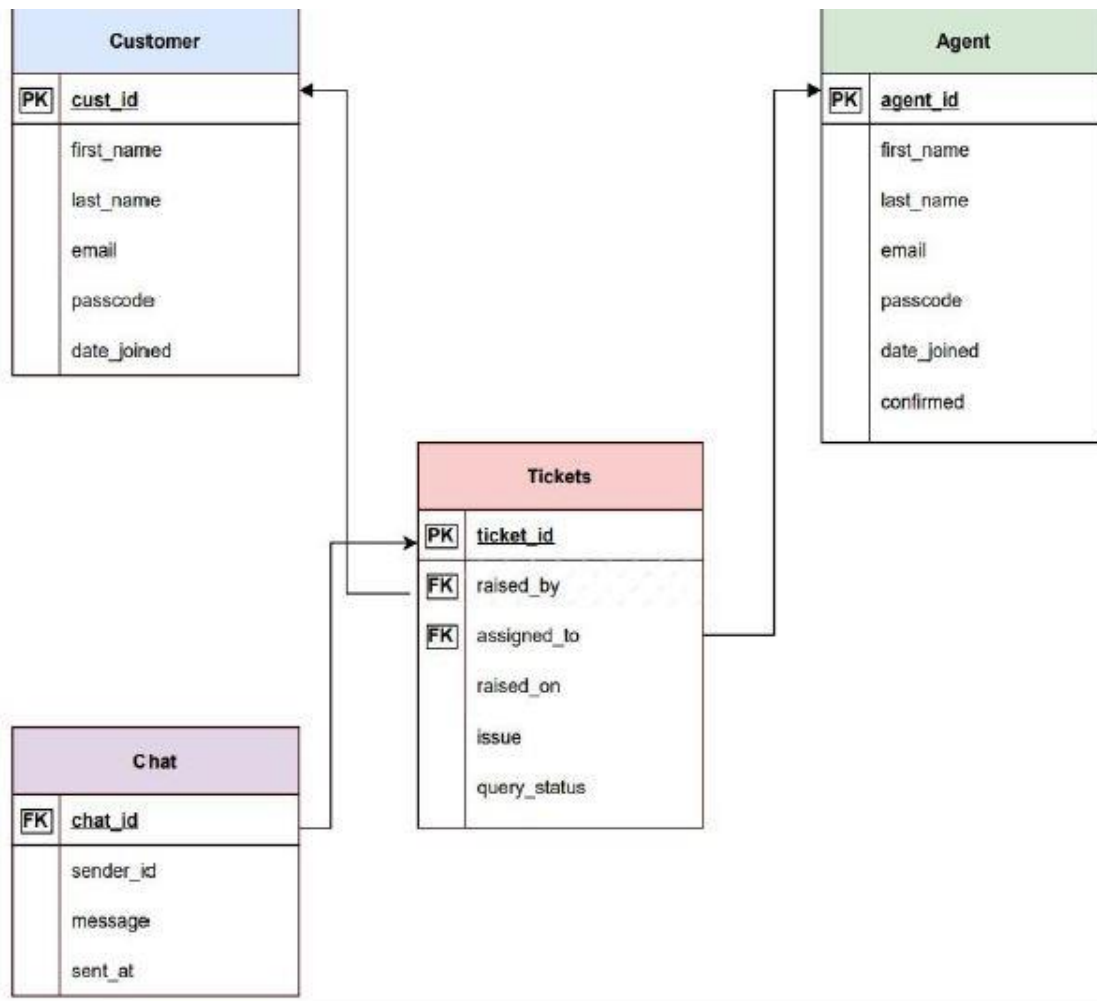 Customer
PK cust_id
first_name
last_name
email
passcode
date_joined
Agent
PK agent_id
first_name
last_name
email
passcode
date_joined
confirmed
Tickets
PK ticket_id
FK raised_by
FK assigned_to
raised_on
issue
query_status
Chat
FK chat_id
sender_id
message
sent_at